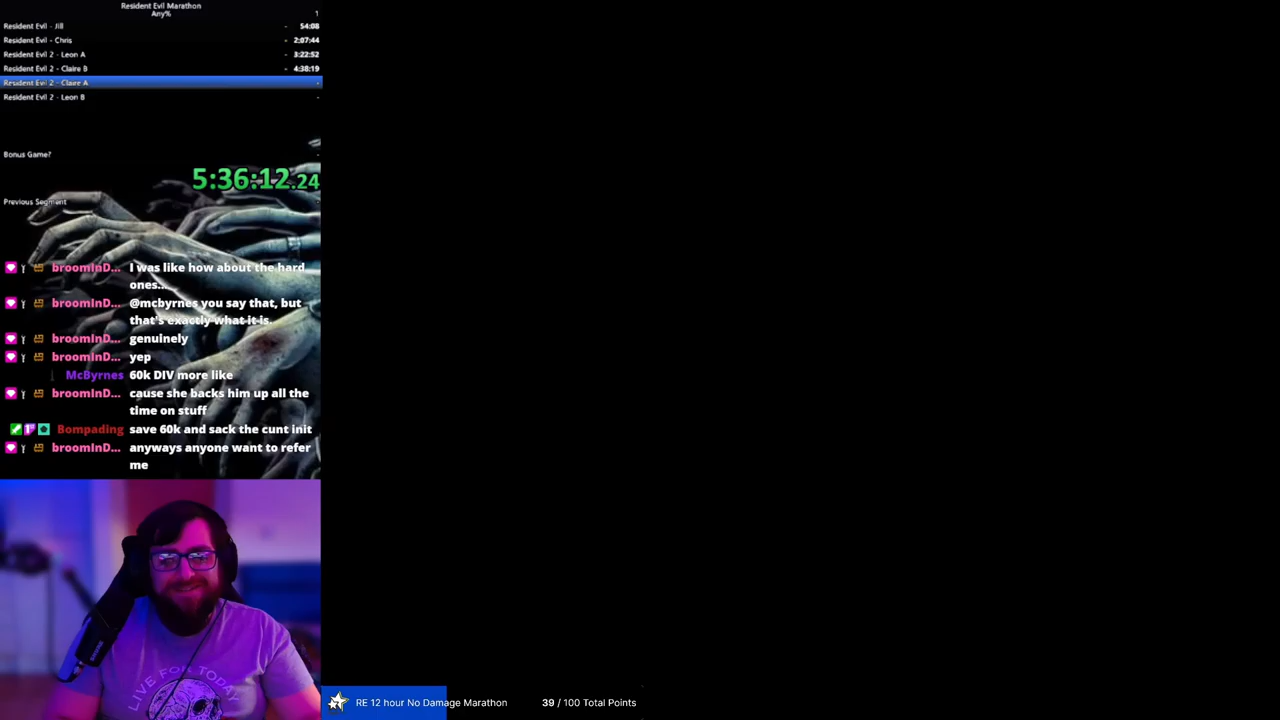 Resident Evil Marathon
Any%
1
Resident Evil - Jill - 54:08
Resident Evil - Chris - 2:07:44
Resident Evil 2 - Leon A - 3:22:52
Resident Evil 2 - Claire B - 4:38:19
Resident Evil 2 - Claire A -
Resident Evil 2 - Leon B -
Bonus Game? -
5:36:12.24
Previous Segment -
broomInD... I was like how about the hard
ones...
broomInD... @mcbyrnes you say that, but
that's exactly what it is.
broomInD... genuinely
broomInD... yep
McByrnes 60k DIV more like
broomInD... cause she backs him up all the
time on stuff
Bompading save 60k and sack the cunt init
broomInD... anyways anyone want to refer
me
LIVE FOR TODAY
RE 12 hour No Damage Marathon 39 / 100 Total Points